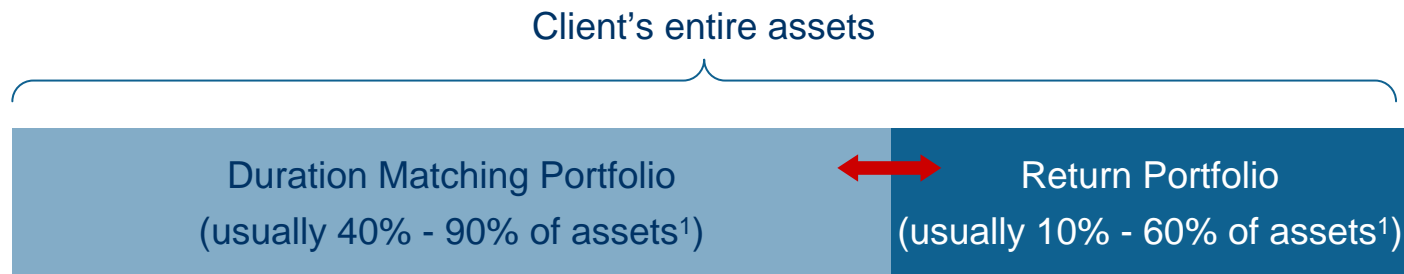 Client’s entire assets
Duration Matching Portfolio
(usually 40% - 90% of assets¹)
Return Portfolio
(usually 10% - 60% of assets¹)